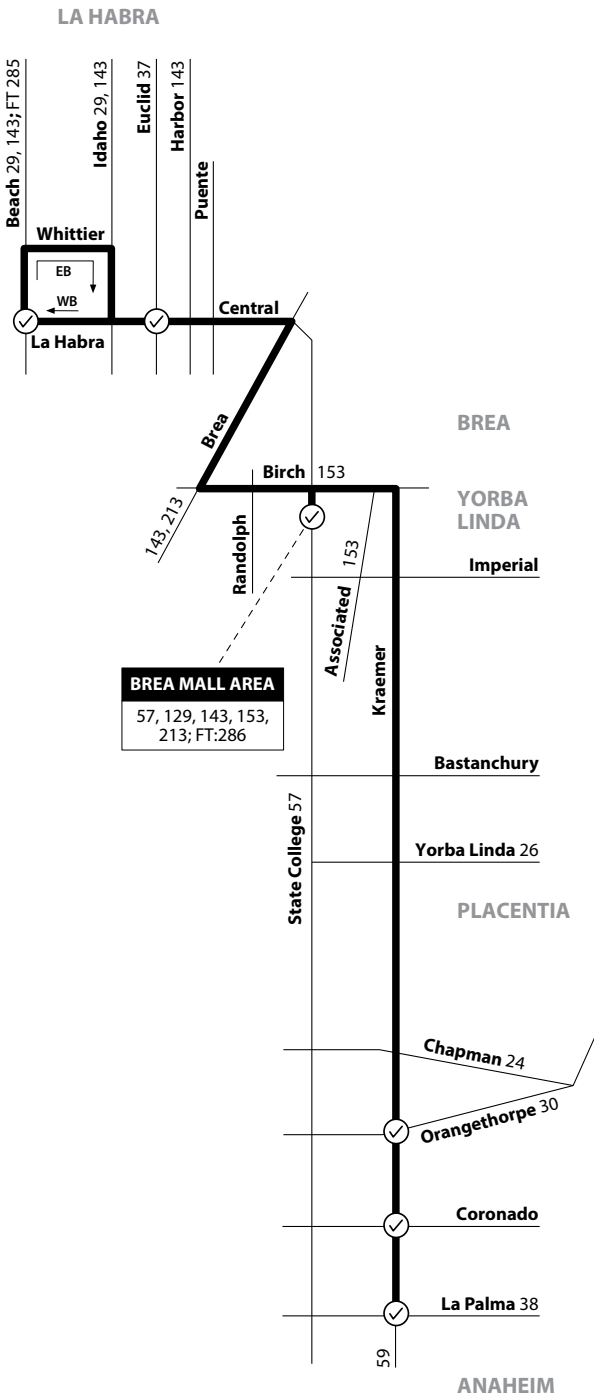 LA HABRA
Beach 29, 143; FT 285
Idaho 29, 143
Euclid 37
Harbor 143
Puente
Whittier
EB
WB
La Habra
Central
Brea
BREA
Birch 153
YORBA
LINDA
143, 213
Randolph
Associated 153
Imperial
Kraemer
BREA MALL AREA
57, 129, 143, 153,
213; FT:286
Bastanchury
State College 57
Yorba Linda 26
PLACENTIA
Chapman 24
Orangethorpe 30
Coronado
La Palma 38
59
ANAHEIM